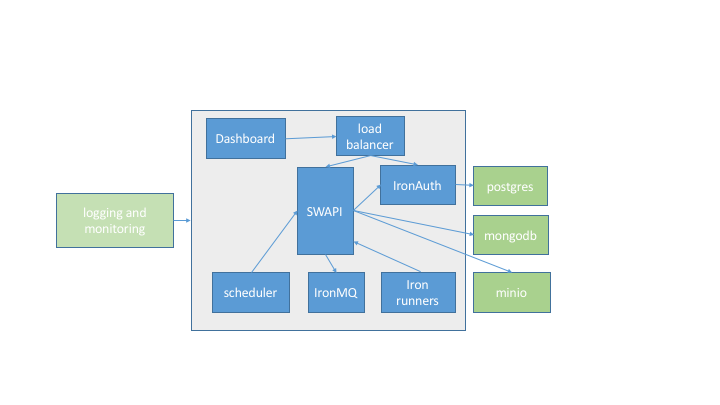 Dashboard
load
balancer
IronAuth
postgres
SWAPI
logging and
monitoring
mongodb
scheduler
IronMQ
Iron
runners
minio